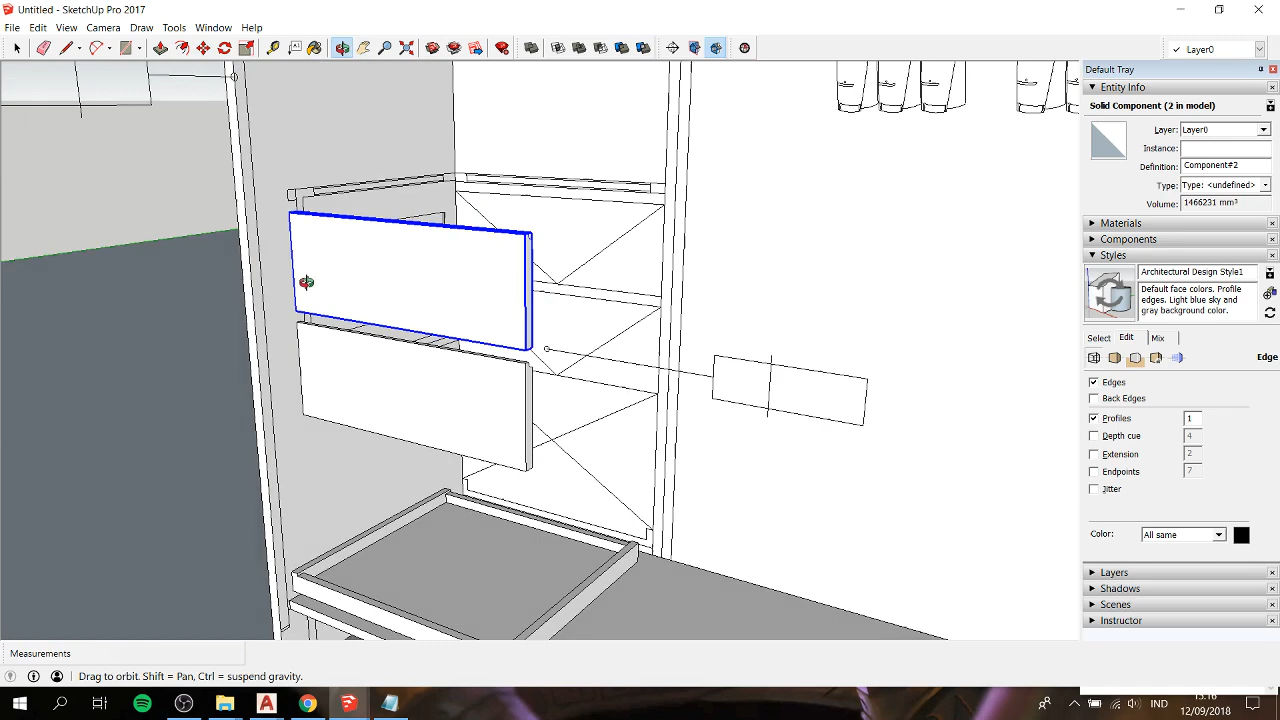 Untitled - SketchUp Pro 2017
File Edit View Camera Draw Tools Window Help
Layer0
Default Tray
Entity Info
Solid Component (2 in model)
Layer: Layer0
Instance:
Definition: Component#2
Type: Type: <undefined>
Volume: 1466231 mm³
Materials
Components
Styles
Architectural Design Style1
Default face colors. Profile
edges. Light blue sky and
gray background color.
Select Edit Mix
Edge
Edges
Back Edges
Profiles 1
Depth cue 4
Extension 2
Endpoints 7
Jitter
Color: All same
Layers
Shadows
Scenes
Instructor
Measurements
Drag to orbit. Shift = Pan, Ctrl = suspend gravity.
IND
15:16
12/09/2018